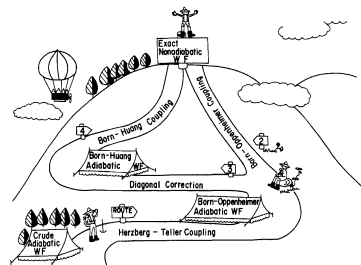 Exact
Nonadiabatic
W F
Born-Huang Coupling
Born-Oppenheimer Coupling
4
2
Born-Huang
Adiabatic WF
3
Diagonal Correction
Born-Oppenheimer
Adiabatic WF
ROUTE
Herzberg - Teller Coupling
Crude
Adiabatic WF